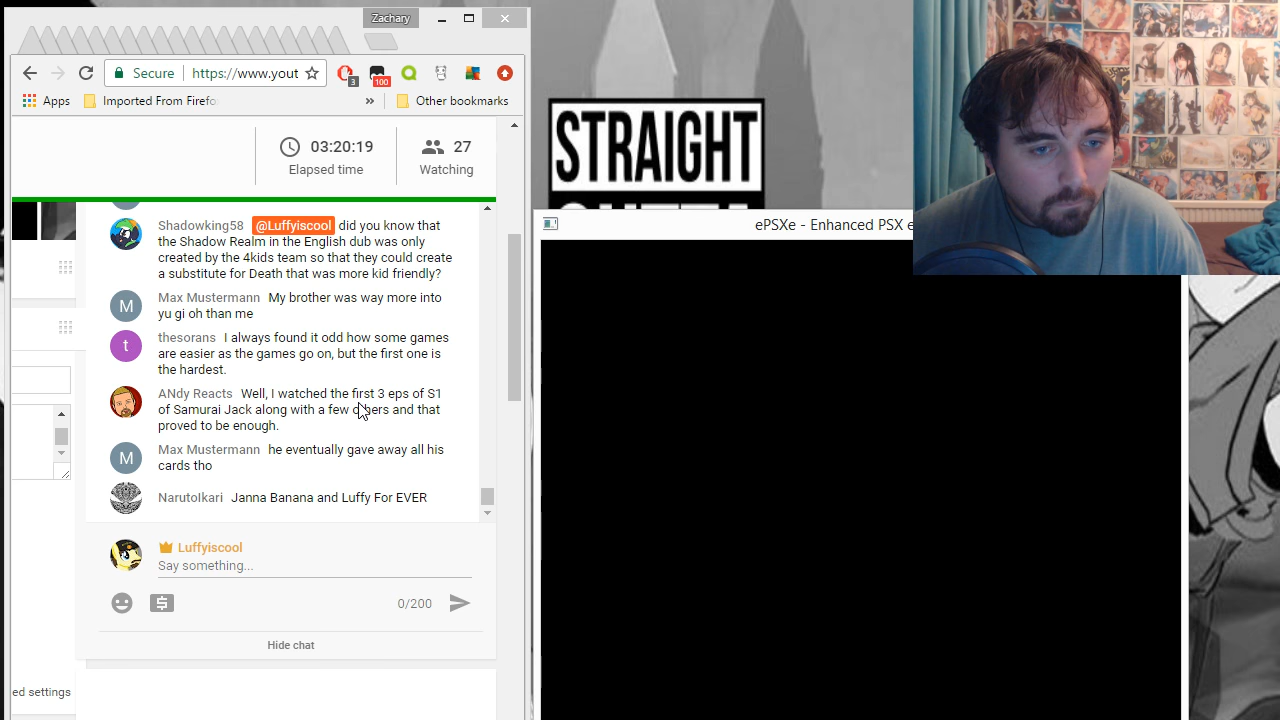 Zachary
Secure
https://www.yout
3
100
Apps
Imported From Firefo
»
Other bookmarks
03:20:19
27
Elapsed time
Watching
STRAIGHT
Shadowking58 @Luffyiscool did you know that
the Shadow Realm in the English dub was only
created by the 4kids team so that they could create
a substitute for Death that was more kid friendly?
M
Max Mustermann My brother was way more into
yu gi oh than me
t
thesorans I always found it odd how some games
are easier as the games go on, but the first one is
the hardest.
ANdy Reacts Well, I watched the first 3 eps of S1
of Samurai Jack along with a few others and that
proved to be enough.
M
Max Mustermann he eventually gave away all his
cards tho
NarutoIkari Janna Banana and Luffy For EVER
Luffyiscool
Say something...
0/200
Hide chat
ed settings
ePSXe - Enhanced PSX e